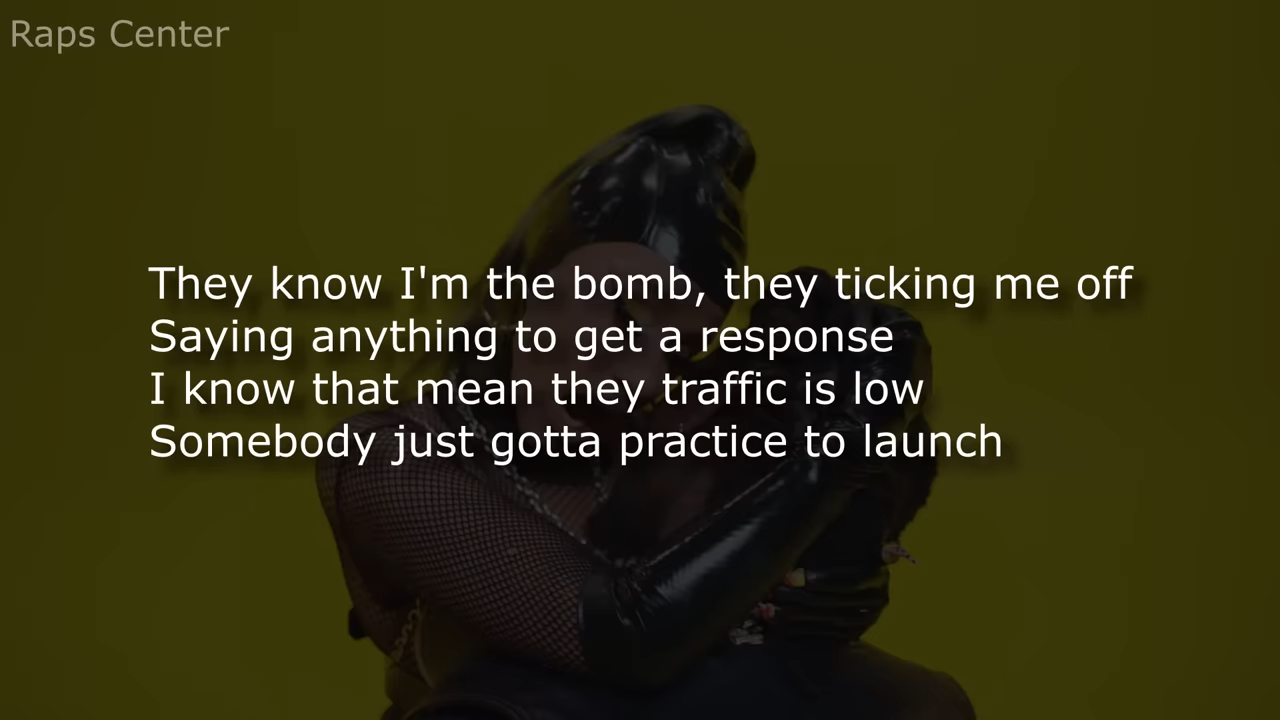 Raps Center
They know I'm the bomb, they ticking me off
Saying anything to get a response
I know that mean they traffic is low
Somebody just gotta practice to launch